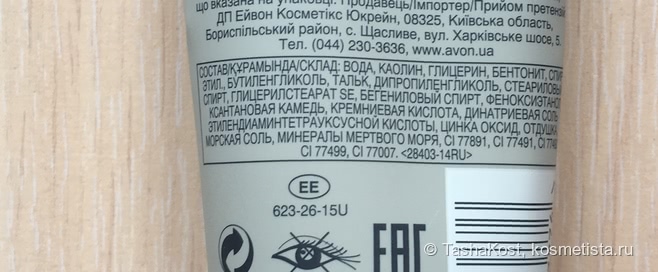 що вказана на упаковці. Продавець/Імпортер/Прийом претензій
ДП Ейвон Косметікс Юкрейн, 08325, Київська область,
Бориспільський район, с. Щасливе, вул. Харківське шосе, 5.
Тел. (044) 230-3636, www.avon.ua
СОСТАВ/ҚҰРАМЫНДА/СКЛАД: ВОДА, КАОЛИН, ГЛИЦЕРИН, БЕНТОНИТ, СПИРТ
ЭТИЛ., БУТИЛЕНГЛИКОЛЬ, ТАЛЬК, ДИПРОПИЛЕНГЛИКОЛЬ, СТЕАРИЛОВЫЙ
СПИРТ, ГЛИЦЕРИЛСТЕАРАТ SE, БЕГЕНИЛОВЫЙ СПИРТ, ФЕНОКСИЭТАНОЛ,
КСАНТАНОВАЯ КАМЕДЬ, КРЕМНИЕВАЯ КИСЛОТА, ДИНАТРИЕВАЯ СОЛЬ
ЭТИЛЕНДИАМИНТЕТРАУКСУСНОЙ КИСЛОТЫ, ЦИНКА ОКСИД, ОТДУШКА,
МОРСКАЯ СОЛЬ, МИНЕРАЛЫ МЕРТВОГО МОРЯ, CI 77891, CI 77491, CI
CI 77499, CI 77007. <28403-14RU>
EE
623-26-15U
EAC
© TashaKost, kosmetista.ru